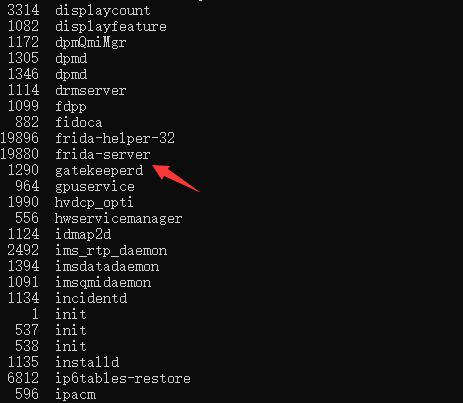 3314 displaycount
1082 displayfeature
1172 dpmQmiMgr
1305 dpmd
1346 dpmd
1114 drmserver
1099 fdpp
882 fidoca
19896 frida-helper-32
19880 frida-server
1290 gatekeeperd
964 gpuservice
1990 hvdcp_opti
556 hwservicemanager
1124 idmap2d
2492 ims_rtp_daemon
1394 imsdatadaemon
1091 imsqmidaemon
1134 incidentd
1 init
537 init
538 init
1135 installd
6812 ip6tables-restore
596 ipacm